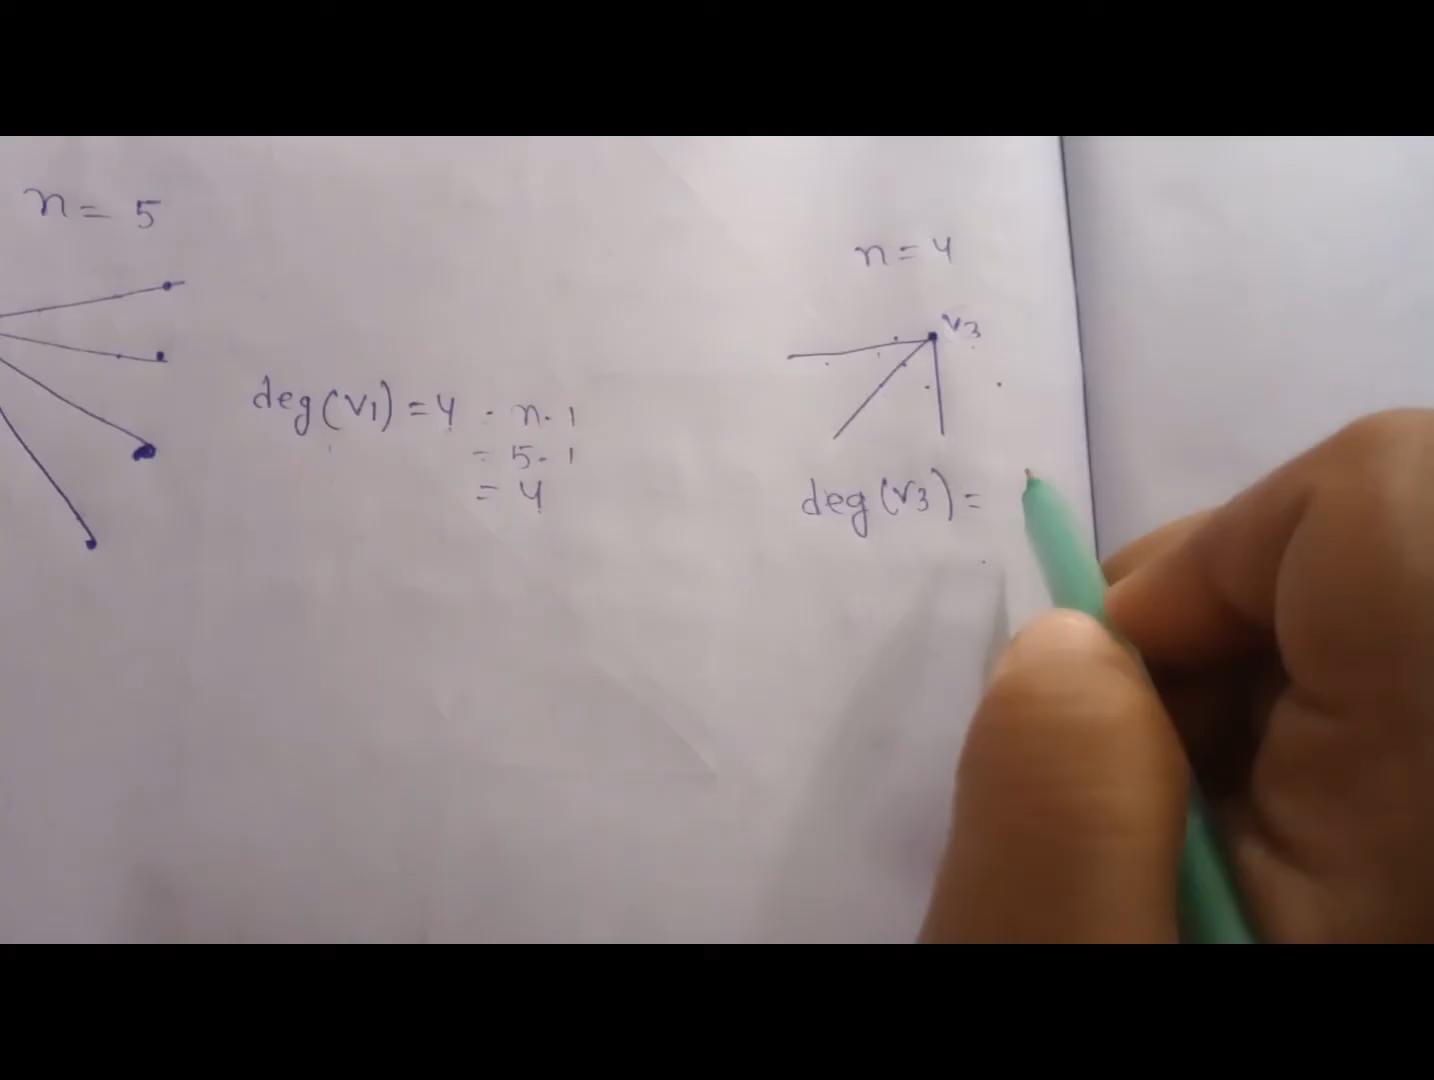 n = 5
deg(v1) = 4 - n - 1
= 5 - 1
= 4
n = 4
v3
deg(v3) =